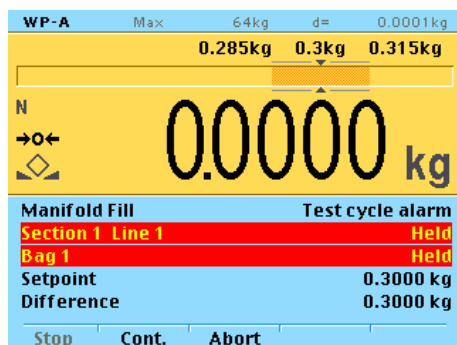 WP-A Max 64kg d= 0.0001kg
0.285kg 0.3kg 0.315kg
N
→0←
0.0000 kg
Manifold Fill Test cycle alarm
Section 1 Line 1 Held
Bag 1 Held
Setpoint 0.3000 kg
Difference 0.3000 kg
Stop Cont. Abort